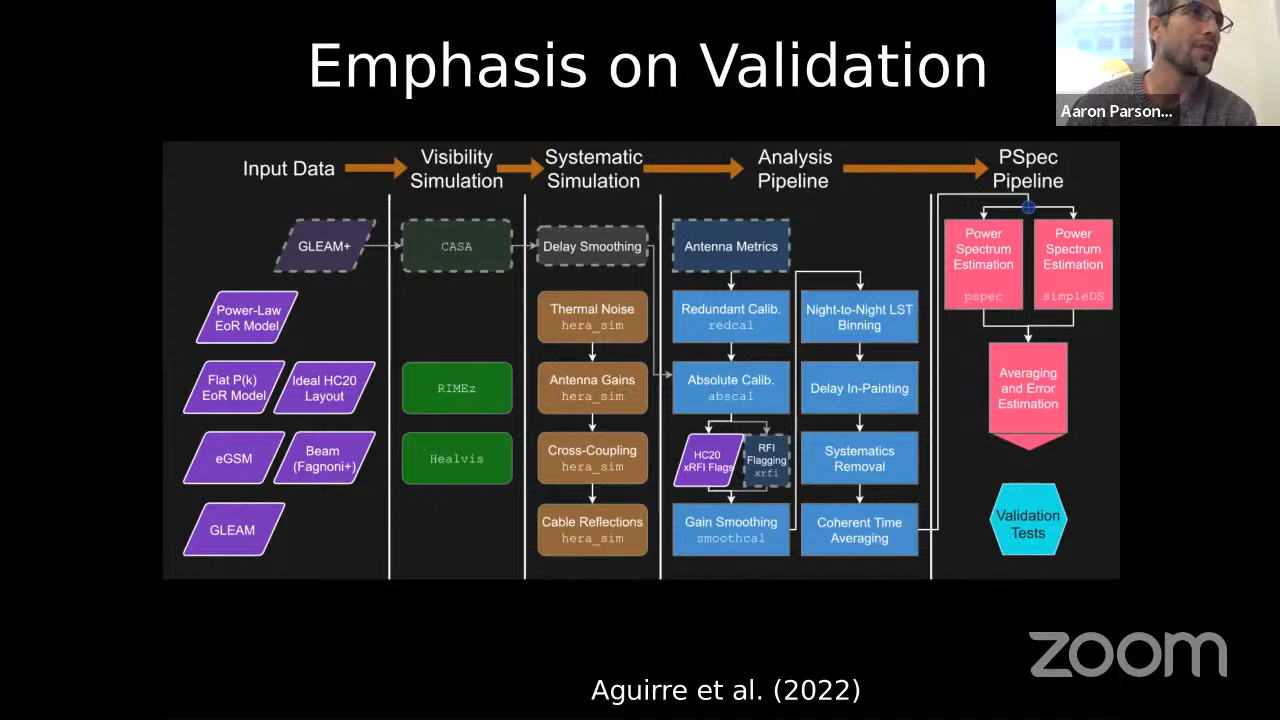 Emphasis on Validation
Aaron Parson...
Input Data
Visibility
Simulation
Systematic
Simulation
Analysis
Pipeline
PSpec
Pipeline
GLEAM+
CASA
Delay Smoothing
Antenna Metrics
Power
Spectrum
Estimation
pspec
Power
Spectrum
Estimation
simpleDS
Power-Law
EoR Model
Thermal Noise
hera_sim
Redundant Calib.
redcal
Night-to-Night LST
Binning
Flat P(k)
EoR Model
Ideal HC20
Layout
RIMEz
Antenna Gains
hera_sim
Absolute Calib.
abscal
Delay In-Painting
Averaging
and Error
Estimation
eGSM
Beam
(Fagnoni+)
Healvis
Cross-Coupling
hera_sim
HC20
xRFI Flags
RFI
Flagging
xrfi
Systematics
Removal
GLEAM
Cable Reflections
hera_sim
Gain Smoothing
smoothcal
Coherent Time
Averaging
Validation
Tests
zoom
Aguirre et al. (2022)